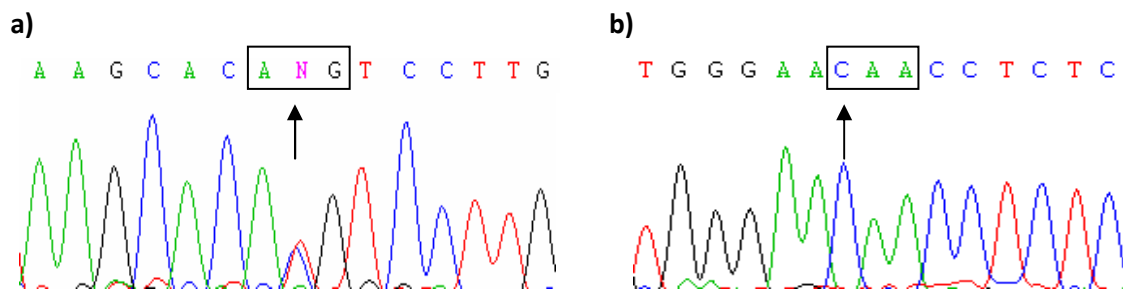 a)
A A G C A C A N G T C C T T G
b)
T G G G A A C A A C C T C T C